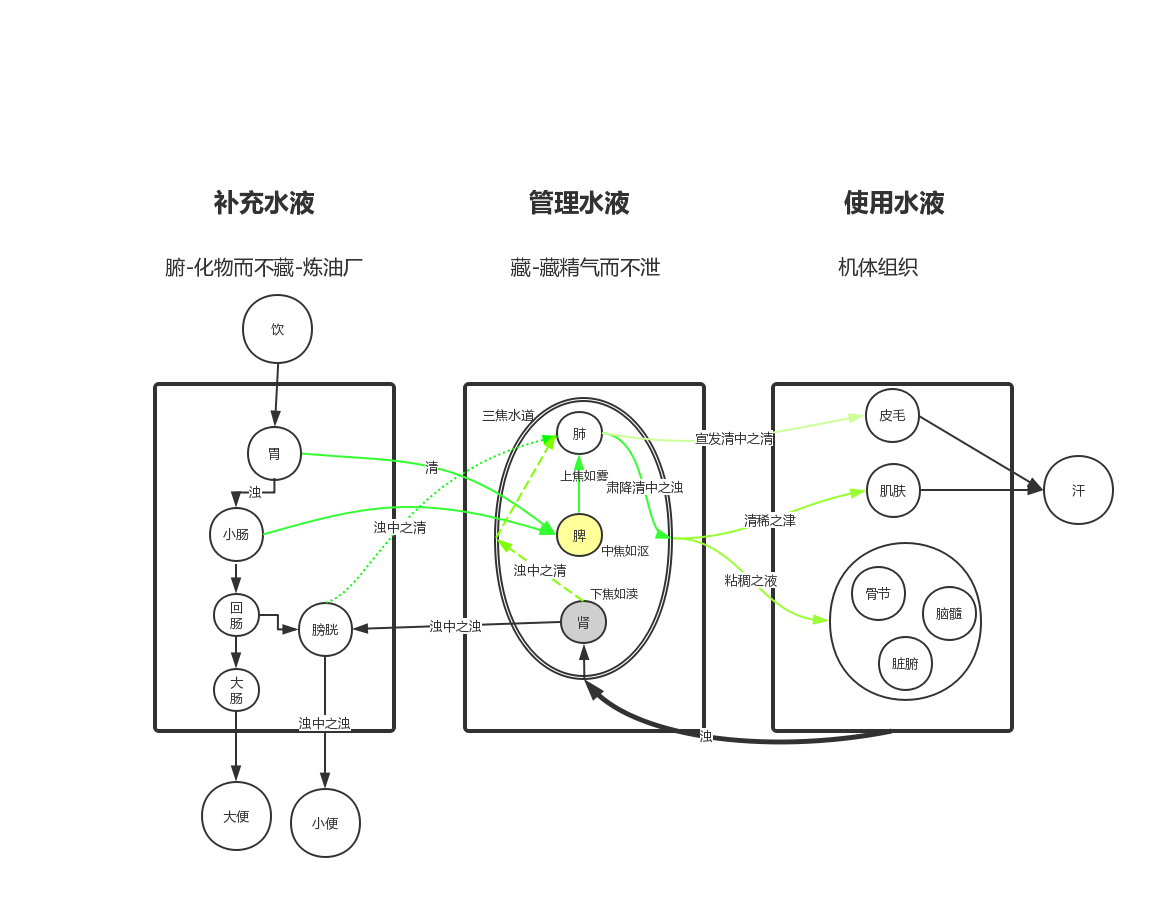 补充水液
管理水液
使用水液
腑-化物而不藏-炼油厂
藏-藏精气而不泄
机体组织
饮
三焦水道
皮毛
肺
宣发清中之清
胃
清
上焦如雾
肃降清中之浊
浊
肌肤
汗
小肠
浊中之清
脾
中焦如沤
清稀之津
浊中之清
粘稠之液
下焦如渎
骨节
脑髓
脏腑
回
肠
膀胱
浊中之浊
肾
大
肠
浊中之浊
浊
大便
小便